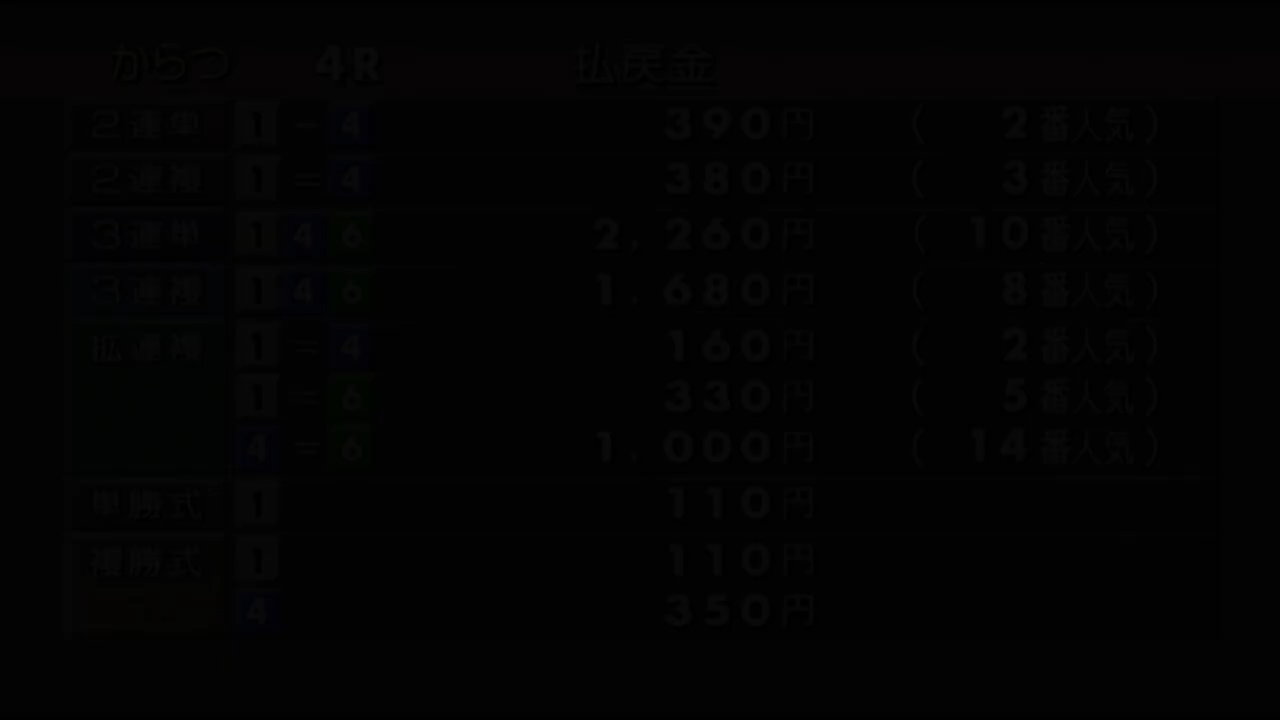 からつ 4R 払戻金
2連単 1-4 390円 ( 2番人気)
2連複 1=4 380円 ( 3番人気)
3連単 1 4 6 2,260円 ( 10番人気)
3連複 1 4 6 1,680円 ( 8番人気)
拡連複 1=4 160円 ( 2番人気)
1=6 330円 ( 5番人気)
4=6 1,000円 ( 14番人気)
単勝式 1 110円
複勝式 1 110円
4 350円